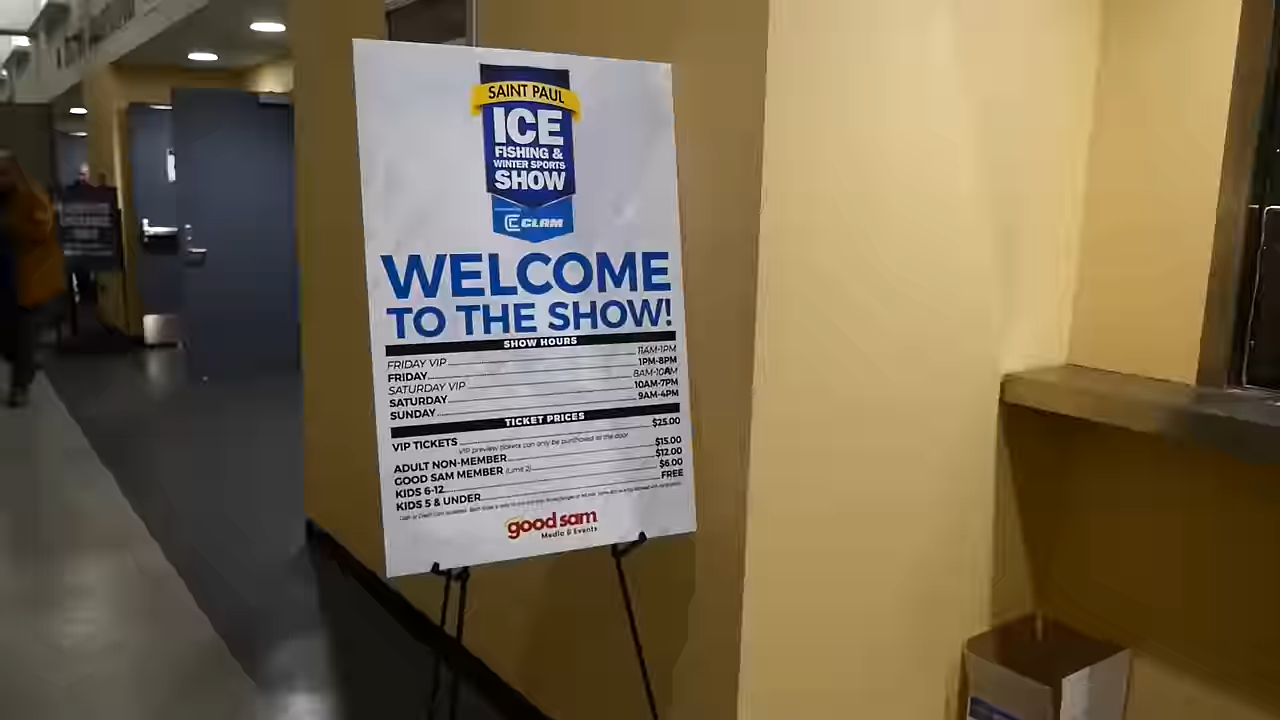 SAINT PAUL
ICE
FISHING &
WINTER SPORTS
SHOW
CLAM
WELCOME
TO THE SHOW!
SHOW HOURS
FRIDAY VIP 11AM-1PM
FRIDAY 1PM-8PM
SATURDAY VIP 8AM-10AM
SATURDAY 10AM-7PM
SUNDAY 9AM-4PM
TICKET PRICES
VIP TICKETS $25.00
VIP preview tickets can only be purchased at the door
ADULT NON-MEMBER $15.00
GOOD SAM MEMBER (Limit 2) $12.00
KIDS 6-12 $6.00
KIDS 5 & UNDER FREE
good sam
Media & Events